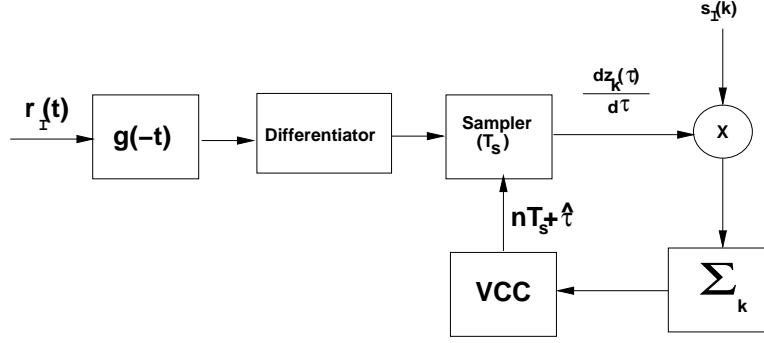 s_I(k)
dz_k(τ)
dτ
r_I(t)
g(−t)
Differentiator
Sampler
(T_s)
X
nT_s+τ̂
VCC
Σ_k